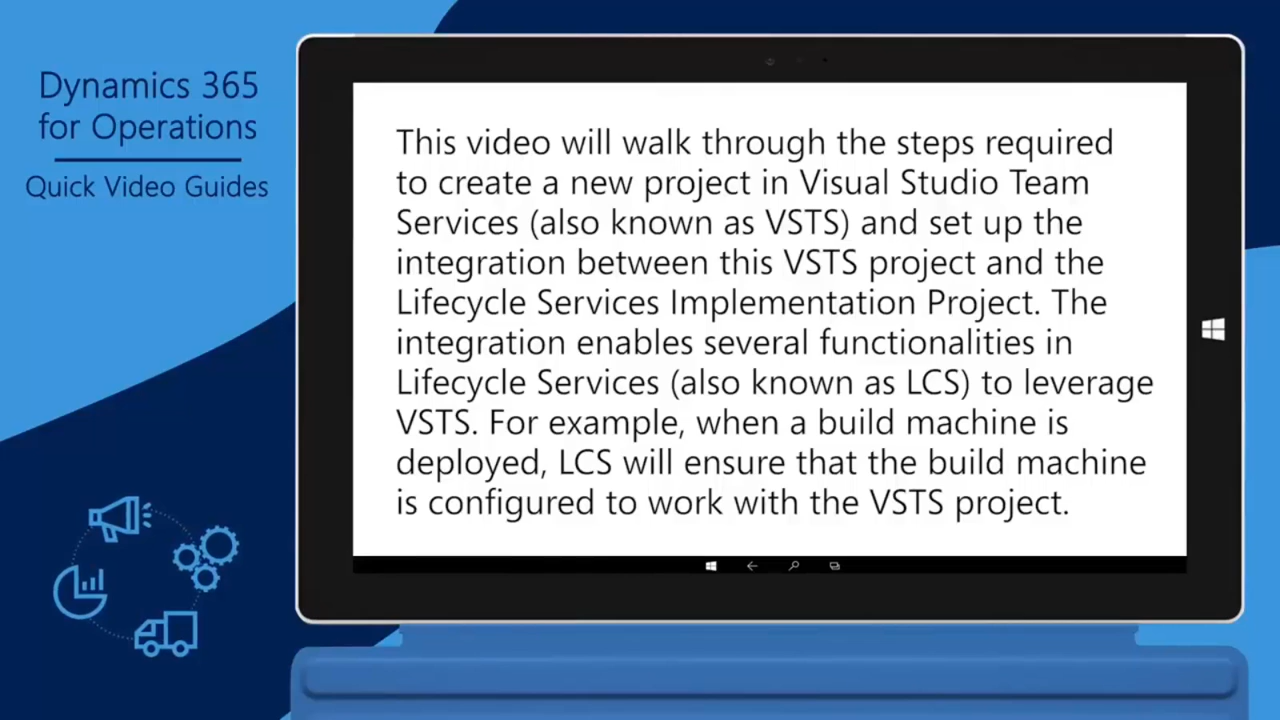 Dynamics 365
for Operations
Quick Video Guides
This video will walk through the steps required
to create a new project in Visual Studio Team
Services (also known as VSTS) and set up the
integration between this VSTS project and the
Lifecycle Services Implementation Project. The
integration enables several functionalities in
Lifecycle Services (also known as LCS) to leverage
VSTS. For example, when a build machine is
deployed, LCS will ensure that the build machine
is configured to work with the VSTS project.